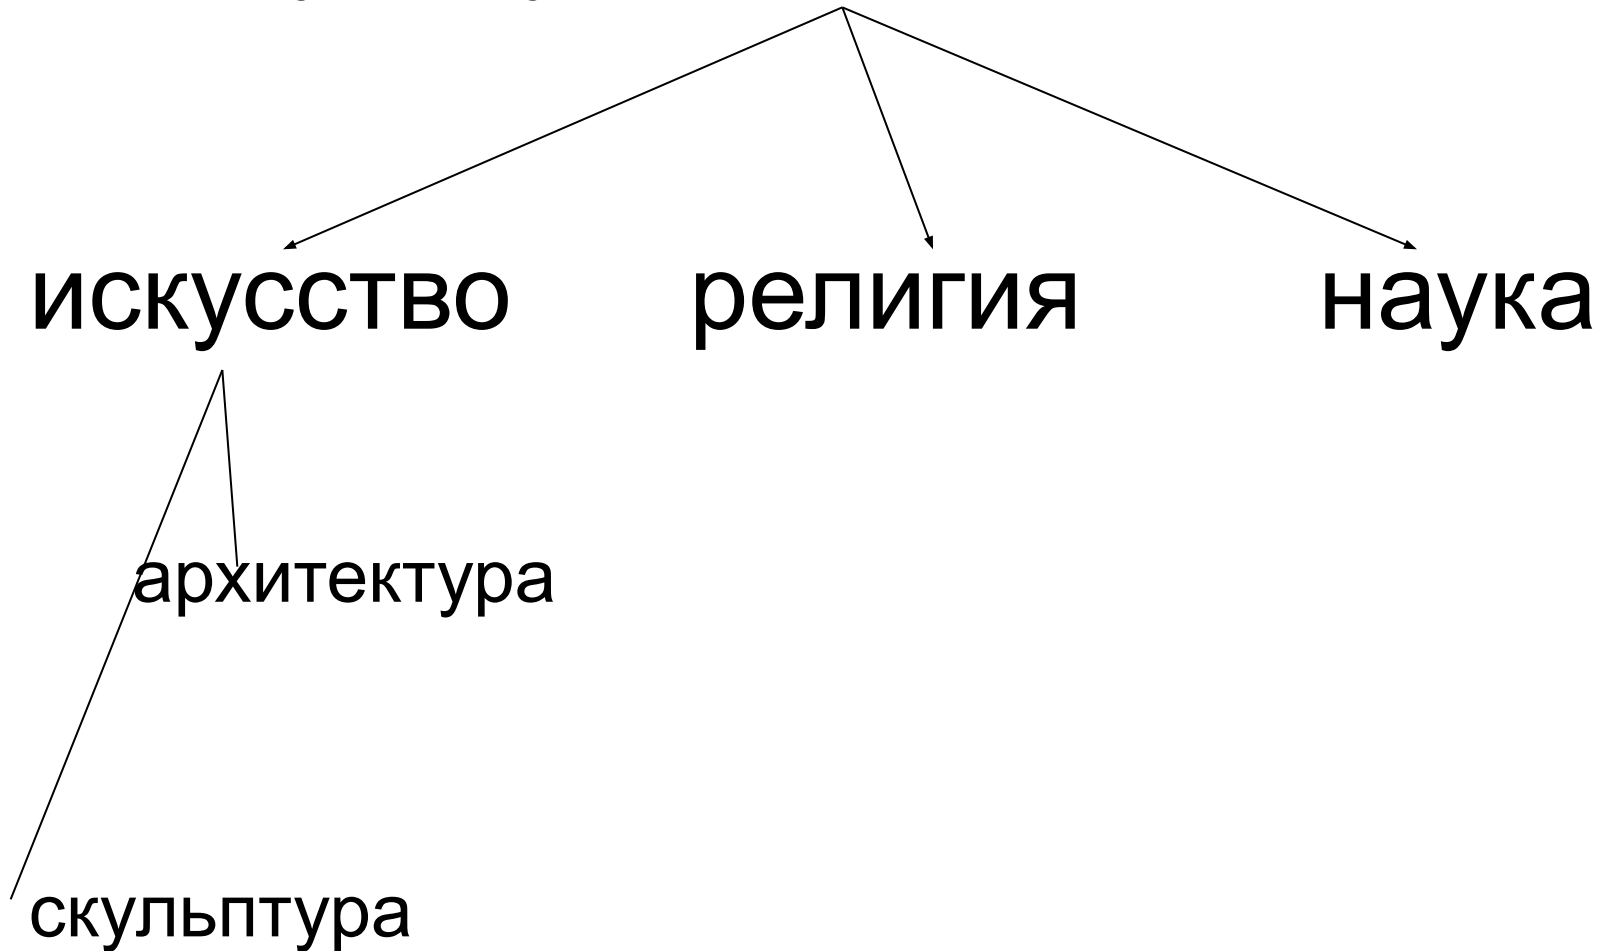 искусство религия наука
архитектура
скульптура